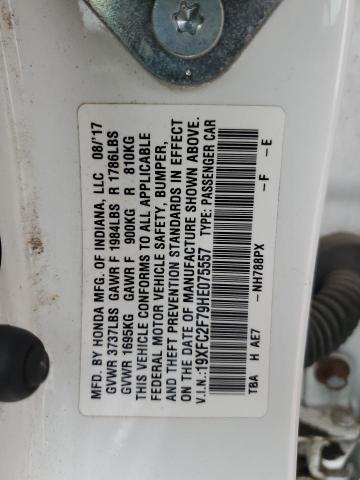 MFD. BY HONDA MFG. OF INDIANA, LLC 08/'17
GVWR 3737LBS GAWR F 1984LBS R 1786LBS
GVWR 1695KG GAWR F 900KG R 810KG
THIS VEHICLE CONFORMS TO ALL APPLICABLE
FEDERAL MOTOR VEHICLE SAFETY, BUMPER,
AND THEFT PREVENTION STANDARDS IN EFFECT
ON THE DATE OF MANUFACTURE SHOWN ABOVE.
V.I.N.:19XFC2F79HE075557 TYPE: PASSENGER CAR
-NH788PX -F -E
TBA H AE7